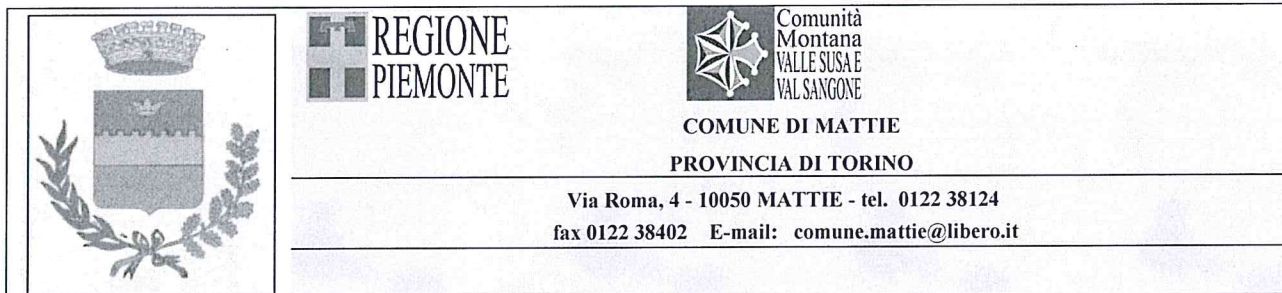 REGIONE
PIEMONTE
Comunità
Montana
VALLE SUSA E
VAL SANGONE
COMUNE DI MATTIE
PROVINCIA DI TORINO
Via Roma, 4 - 10050 MATTIE - tel. 0122 38124
fax 0122 38402 E-mail: comune.mattie@libero.it